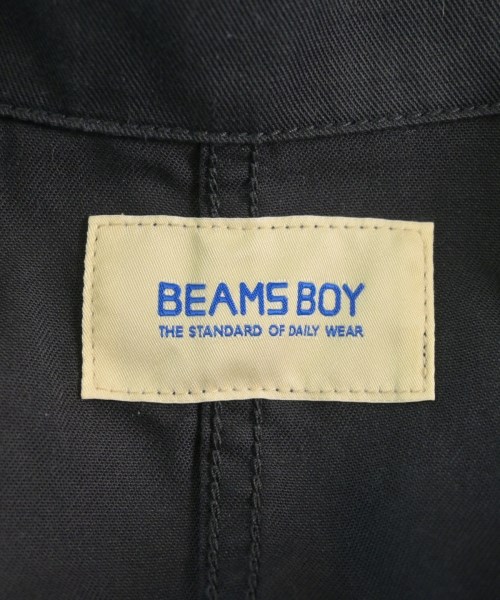 BEAMS BOY
THE STANDARD OF DAILY WEAR